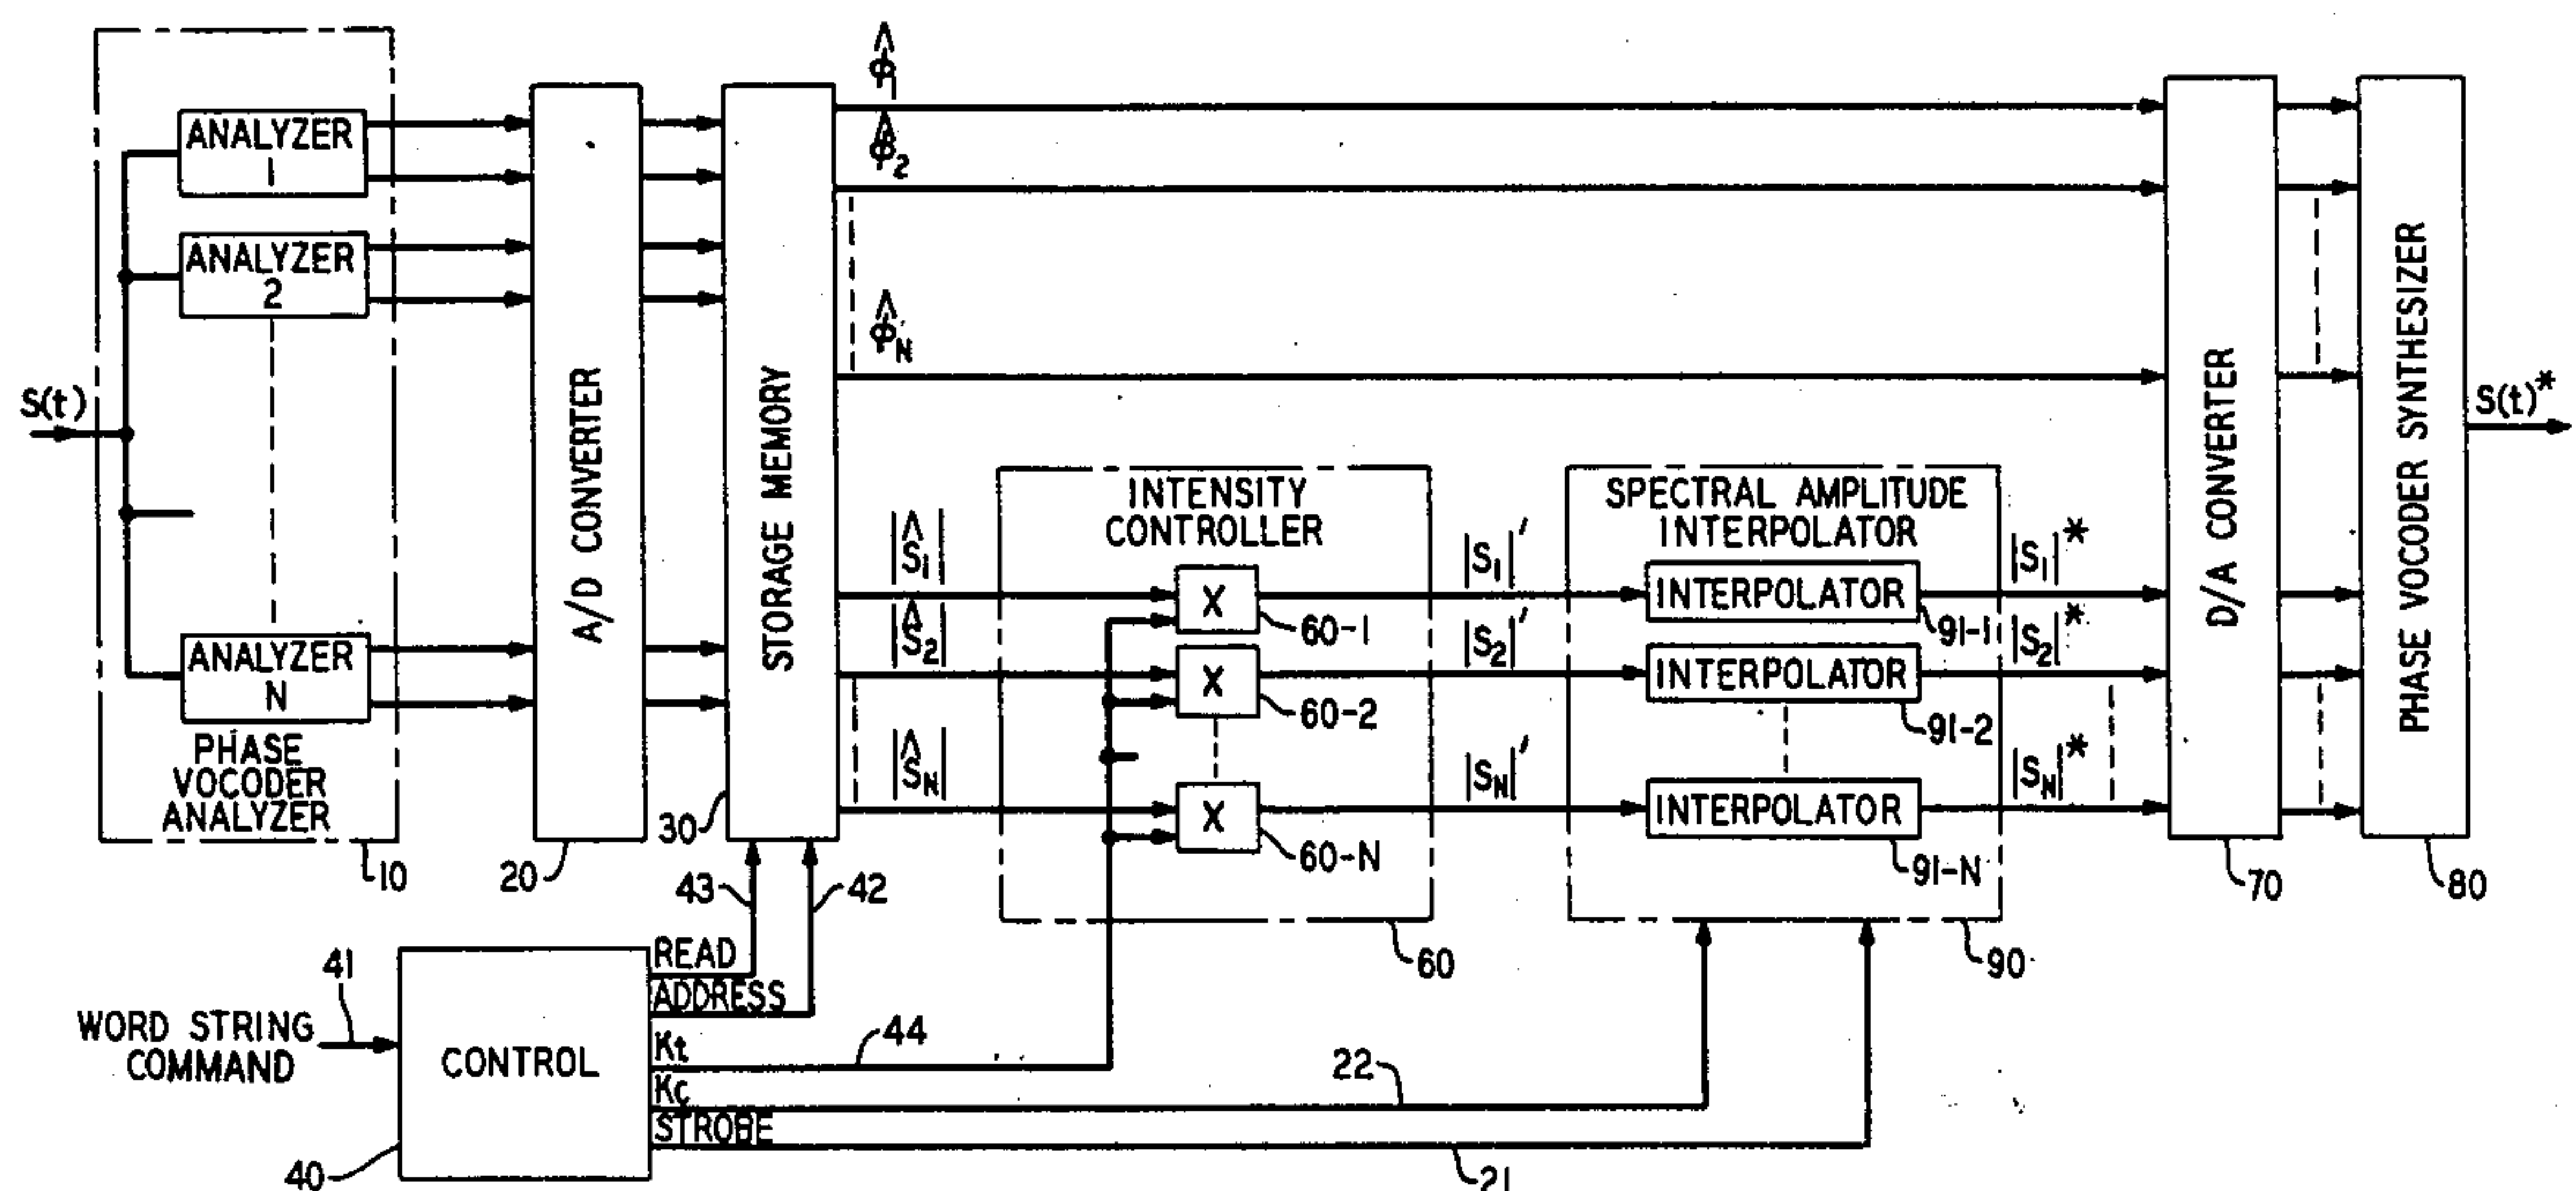 S(t)
ANALYZER
1
ANALYZER
2
ANALYZER
N
PHASE
VOCODER
ANALYZER
10
A/D CONVERTER
20
STORAGE MEMORY
30
Φ̂1
Φ̂2
Φ̂N
|Ŝ1|
|Ŝ2|
|ŜN|
INTENSITY
CONTROLLER
X
60-1
X
60-2
X
60-N
60
|S1|′
|S2|′
|SN|′
SPECTRAL AMPLITUDE
INTERPOLATOR
INTERPOLATOR
91-1
INTERPOLATOR
91-2
INTERPOLATOR
91-N
90
|S1|*
|S2|*
|SN|*
D/A CONVERTER
70
PHASE VOCODER SYNTHESIZER
80
S(t)*
43
42
WORD STRING
COMMAND
41
CONTROL
40
READ
ADDRESS
Kt
44
Kc
22
STROBE
21